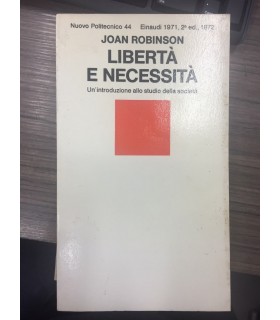 Nuovo Politecnico 44 Einaudi 1971, 2ª ed., 1972
JOAN ROBINSON
LIBERTÀ
E NECESSITÀ
Un'introduzione allo studio della società